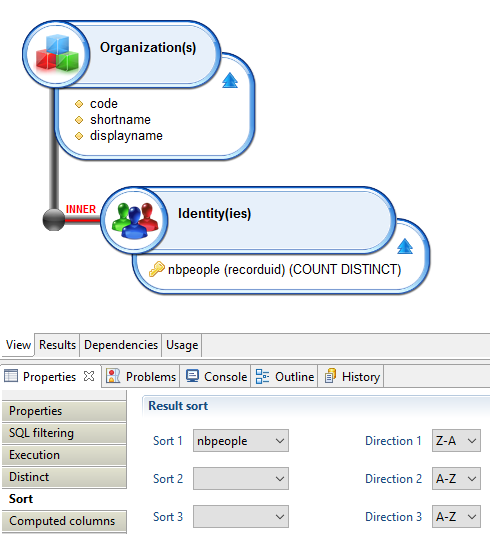 Organization(s)
code
shortname
displayname
INNER
Identity(ies)
nbpeople (recorduid) (COUNT DISTINCT)
View Results Dependencies Usage
Properties Problems Console Outline History
Properties
SQL filtering
Execution
Distinct
Sort
Computed columns
Result sort
Sort 1 nbpeople Direction 1 Z-A
Sort 2 Direction 2 A-Z
Sort 3 Direction 3 A-Z